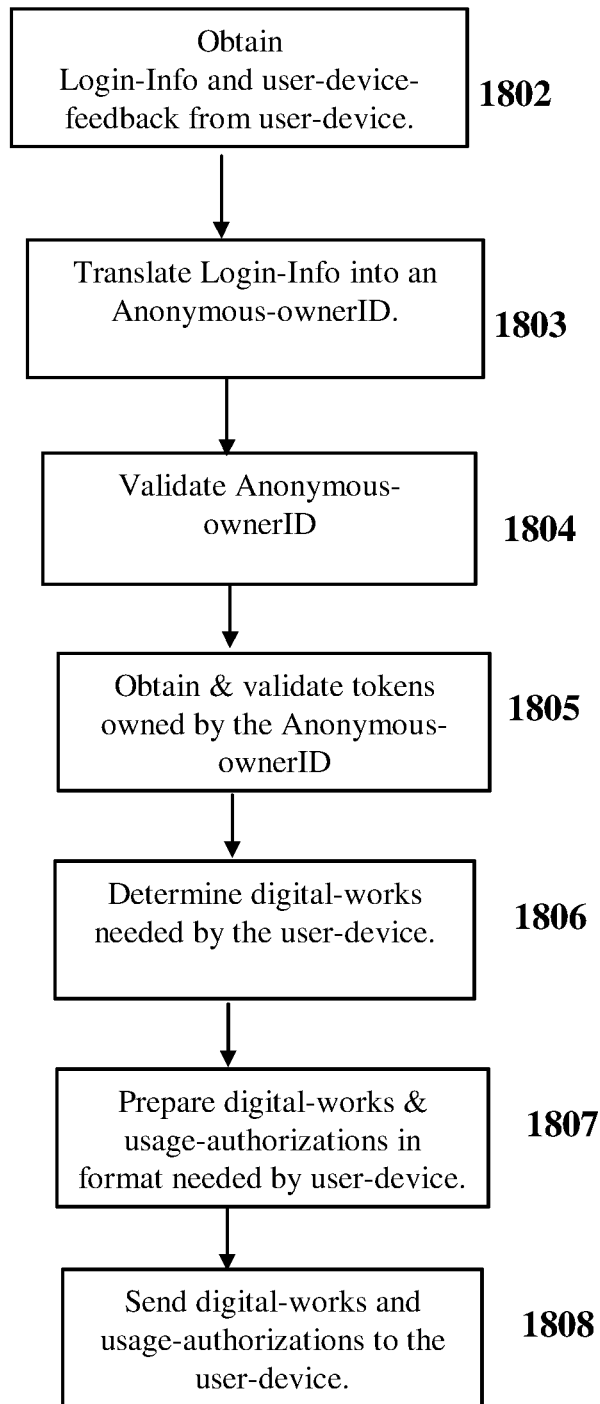 Obtain
Login-Info and user-device-
feedback from user-device.
1802
Translate Login-Info into an
Anonymous-ownerID.
1803
Validate Anonymous-
ownerID
1804
Obtain & validate tokens
owned by the Anonymous-
ownerID
1805
Determine digital-works
needed by the user-device.
1806
Prepare digital-works &
usage-authorizations in
format needed by user-device.
1807
Send digital-works and
usage-authorizations to the
user-device.
1808